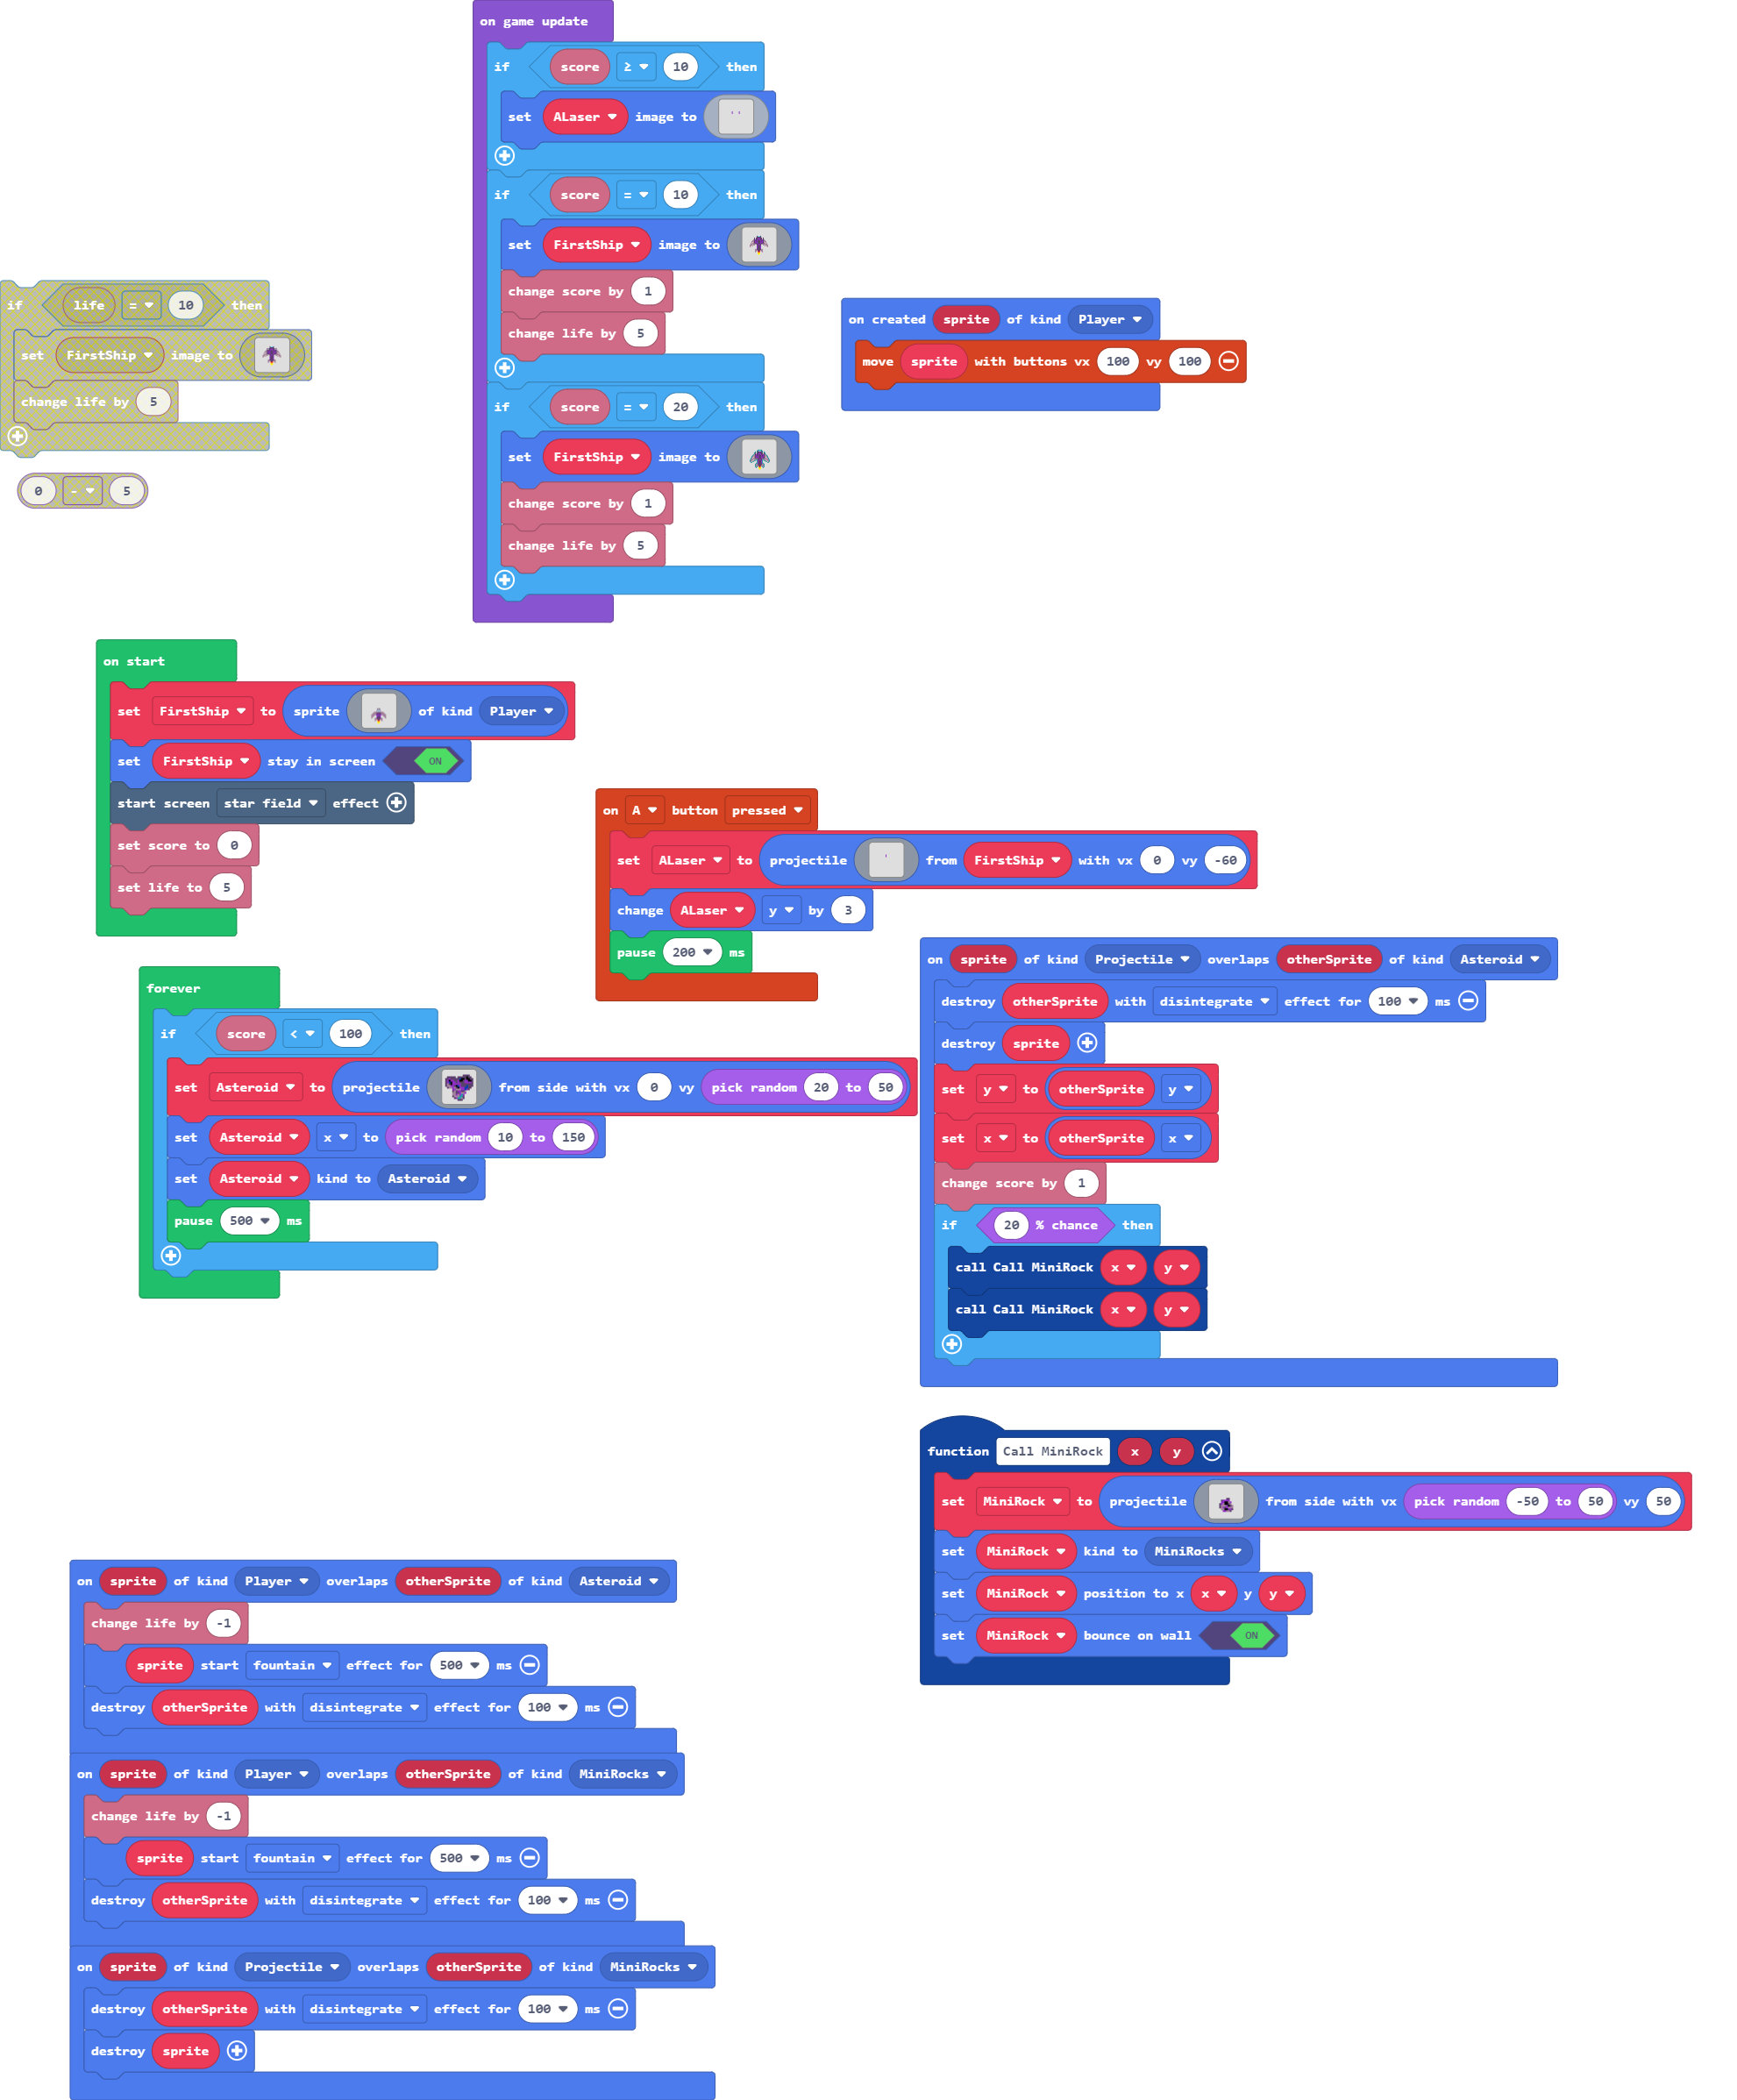 on game update
if score ≥ 10 then
set ALaser image to
if score = 10 then
set FirstShip image to
change score by 1
change life by 5
if score = 20 then
set FirstShip image to
change score by 1
change life by 5
if life = 10 then
set FirstShip image to
change life by 5
0 - 5
on created sprite of kind Player
move sprite with buttons vx 100 vy 100
on start
set FirstShip to sprite of kind Player
set FirstShip stay in screen ON
start screen star field effect
set score to 0
set life to 5
on A button pressed
set ALaser to projectile from FirstShip with vx 0 vy -60
change ALaser y by 3
pause 200 ms
forever
if score < 100 then
set Asteroid to projectile from side with vx 0 vy pick random 20 to 50
set Asteroid x to pick random 10 to 150
set Asteroid kind to Asteroid
pause 500 ms
on sprite of kind Projectile overlaps otherSprite of kind Asteroid
destroy otherSprite with disintegrate effect for 100 ms
destroy sprite
set y to otherSprite y
set x to otherSprite x
change score by 1
if 20 % chance then
call Call MiniRock x y
call Call MiniRock x y
function Call MiniRock x y
set MiniRock to projectile from side with vx pick random -50 to 50 vy 50
set MiniRock kind to MiniRocks
set MiniRock position to x x y y
set MiniRock bounce on wall ON
on sprite of kind Player overlaps otherSprite of kind Asteroid
change life by -1
sprite start fountain effect for 500 ms
destroy otherSprite with disintegrate effect for 100 ms
on sprite of kind Player overlaps otherSprite of kind MiniRocks
change life by -1
sprite start fountain effect for 500 ms
destroy otherSprite with disintegrate effect for 100 ms
on sprite of kind Projectile overlaps otherSprite of kind MiniRocks
destroy otherSprite with disintegrate effect for 100 ms
destroy sprite